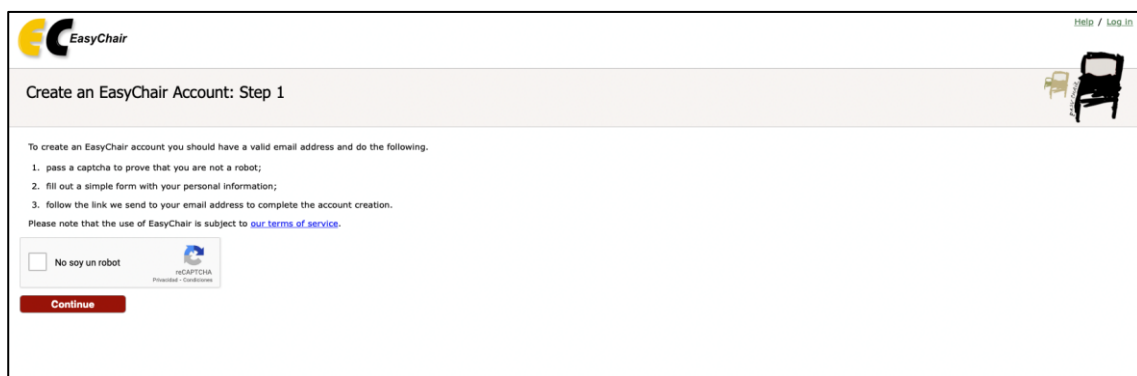 Help / Log in
EasyChair
Create an EasyChair Account: Step 1
To create an EasyChair account you should have a valid email address and do the following.
1. pass a captcha to prove that you are not a robot;
2. fill out a simple form with your personal information;
3. follow the link we send to your email address to complete the account creation.
Please note that the use of EasyChair is subject to our terms of service.
No soy un robot
reCAPTCHA
Privacidad - Condiciones
Continue